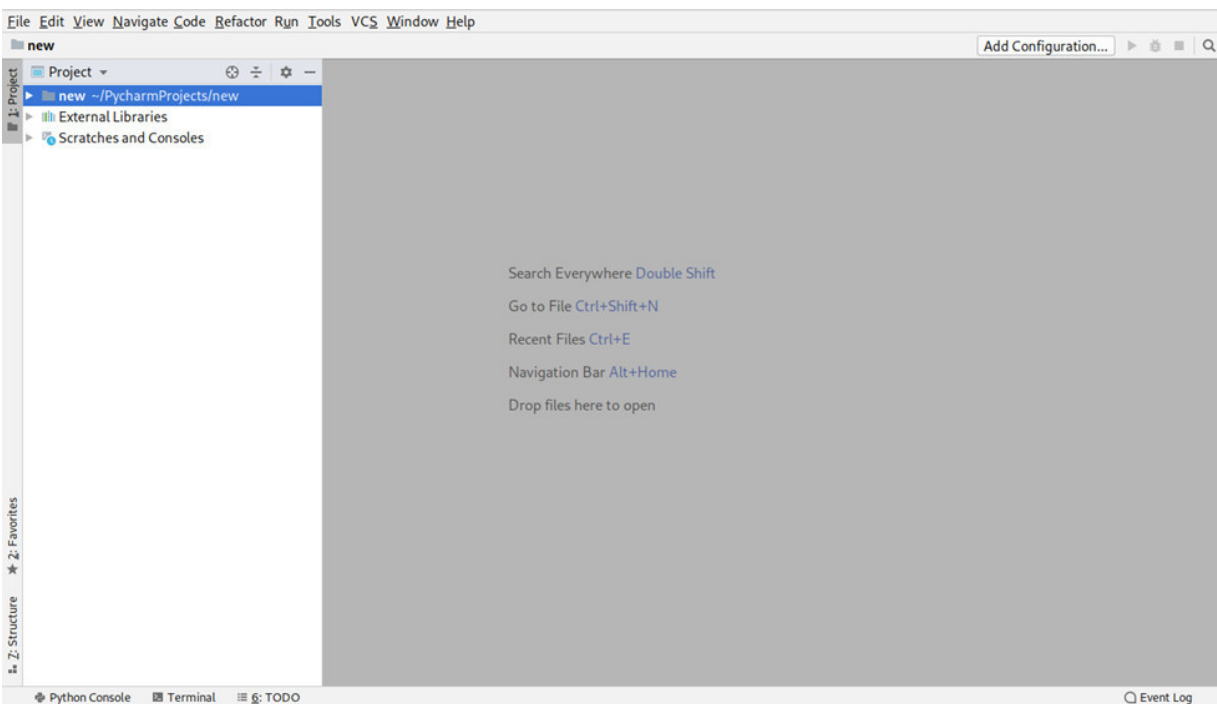 File Edit View Navigate Code Refactor Run Tools VCS Window Help
new
Add Configuration...
1: Project
Project
new ~/PycharmProjects/new
External Libraries
Scratches and Consoles
Search Everywhere Double Shift
Go to File Ctrl+Shift+N
Recent Files Ctrl+E
Navigation Bar Alt+Home
Drop files here to open
2: Favorites
Z: Structure
Python Console Terminal 6: TODO Event Log